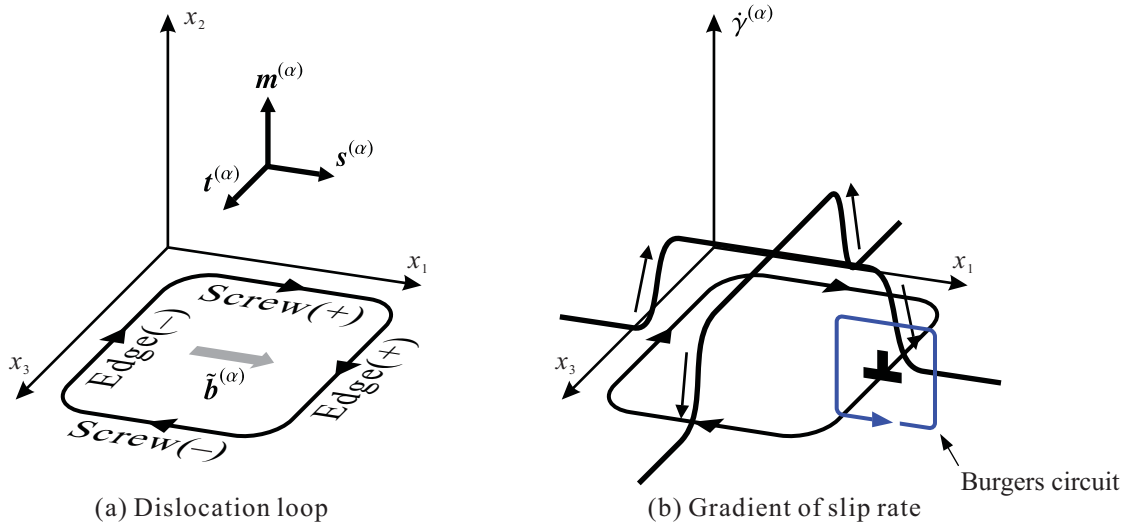 x₂
m⁽ᵅ⁾
s⁽ᵅ⁾
t⁽ᵅ⁾
x₁
x₃
Screw(+)
Edge(−)
Edge(+)
b̃⁽ᵅ⁾
Screw(−)
(a) Dislocation loop
γ̇⁽ᵅ⁾
x₁
x₃
Burgers circuit
(b) Gradient of slip rate